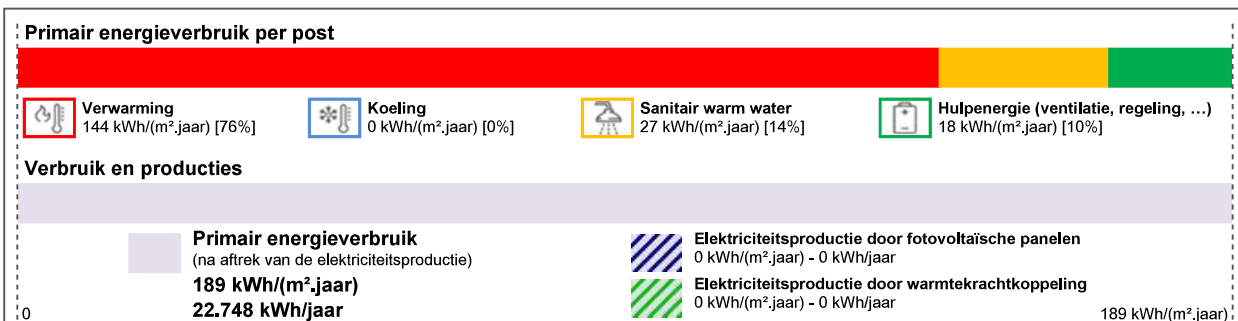 Primair energieverbruik per post
Verwarming
144 kWh/(m².jaar) [76%]
Koeling
0 kWh/(m².jaar) [0%]
Sanitair warm water
27 kWh/(m².jaar) [14%]
Hulpenergie (ventilatie, regeling, …)
18 kWh/(m².jaar) [10%]
Verbruik en producties
Primair energieverbruik
(na aftrek van de elektriciteitsproductie)
189 kWh/(m².jaar)
22.748 kWh/jaar
Elektriciteitsproductie door fotovoltaïsche panelen
0 kWh/(m².jaar) - 0 kWh/jaar
Elektriciteitsproductie door warmtekrachtkoppeling
0 kWh/(m².jaar) - 0 kWh/jaar
0
189 kWh/(m².jaar)